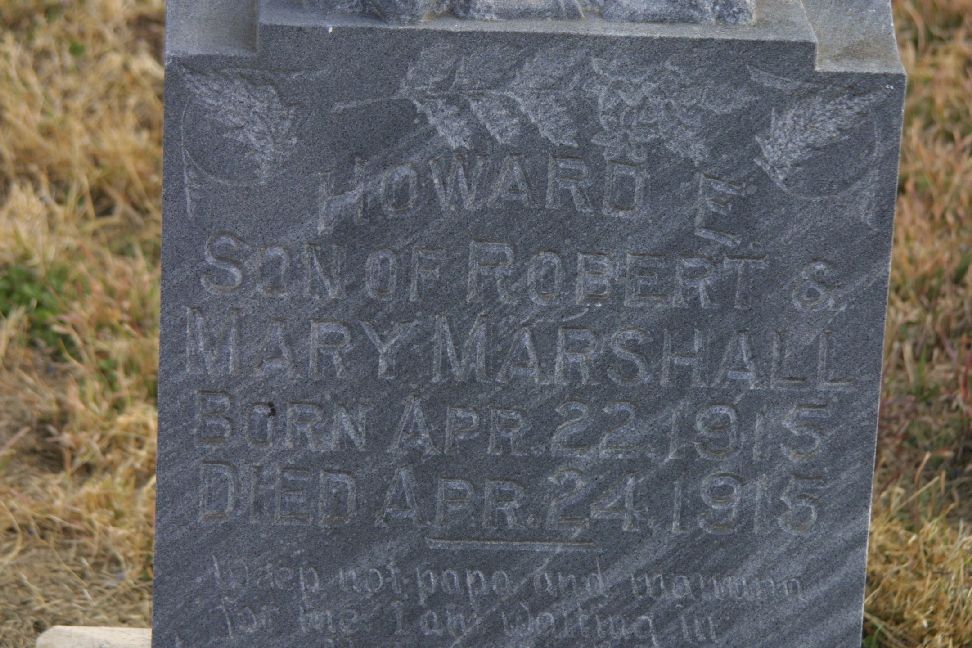 HOWARD F
SON OF ROBERT &
MARY MARSHALL
BORN APR. 22. 1915
DIED APR. 24, 1915
Weep not papa and mamma
for me I am waiting in